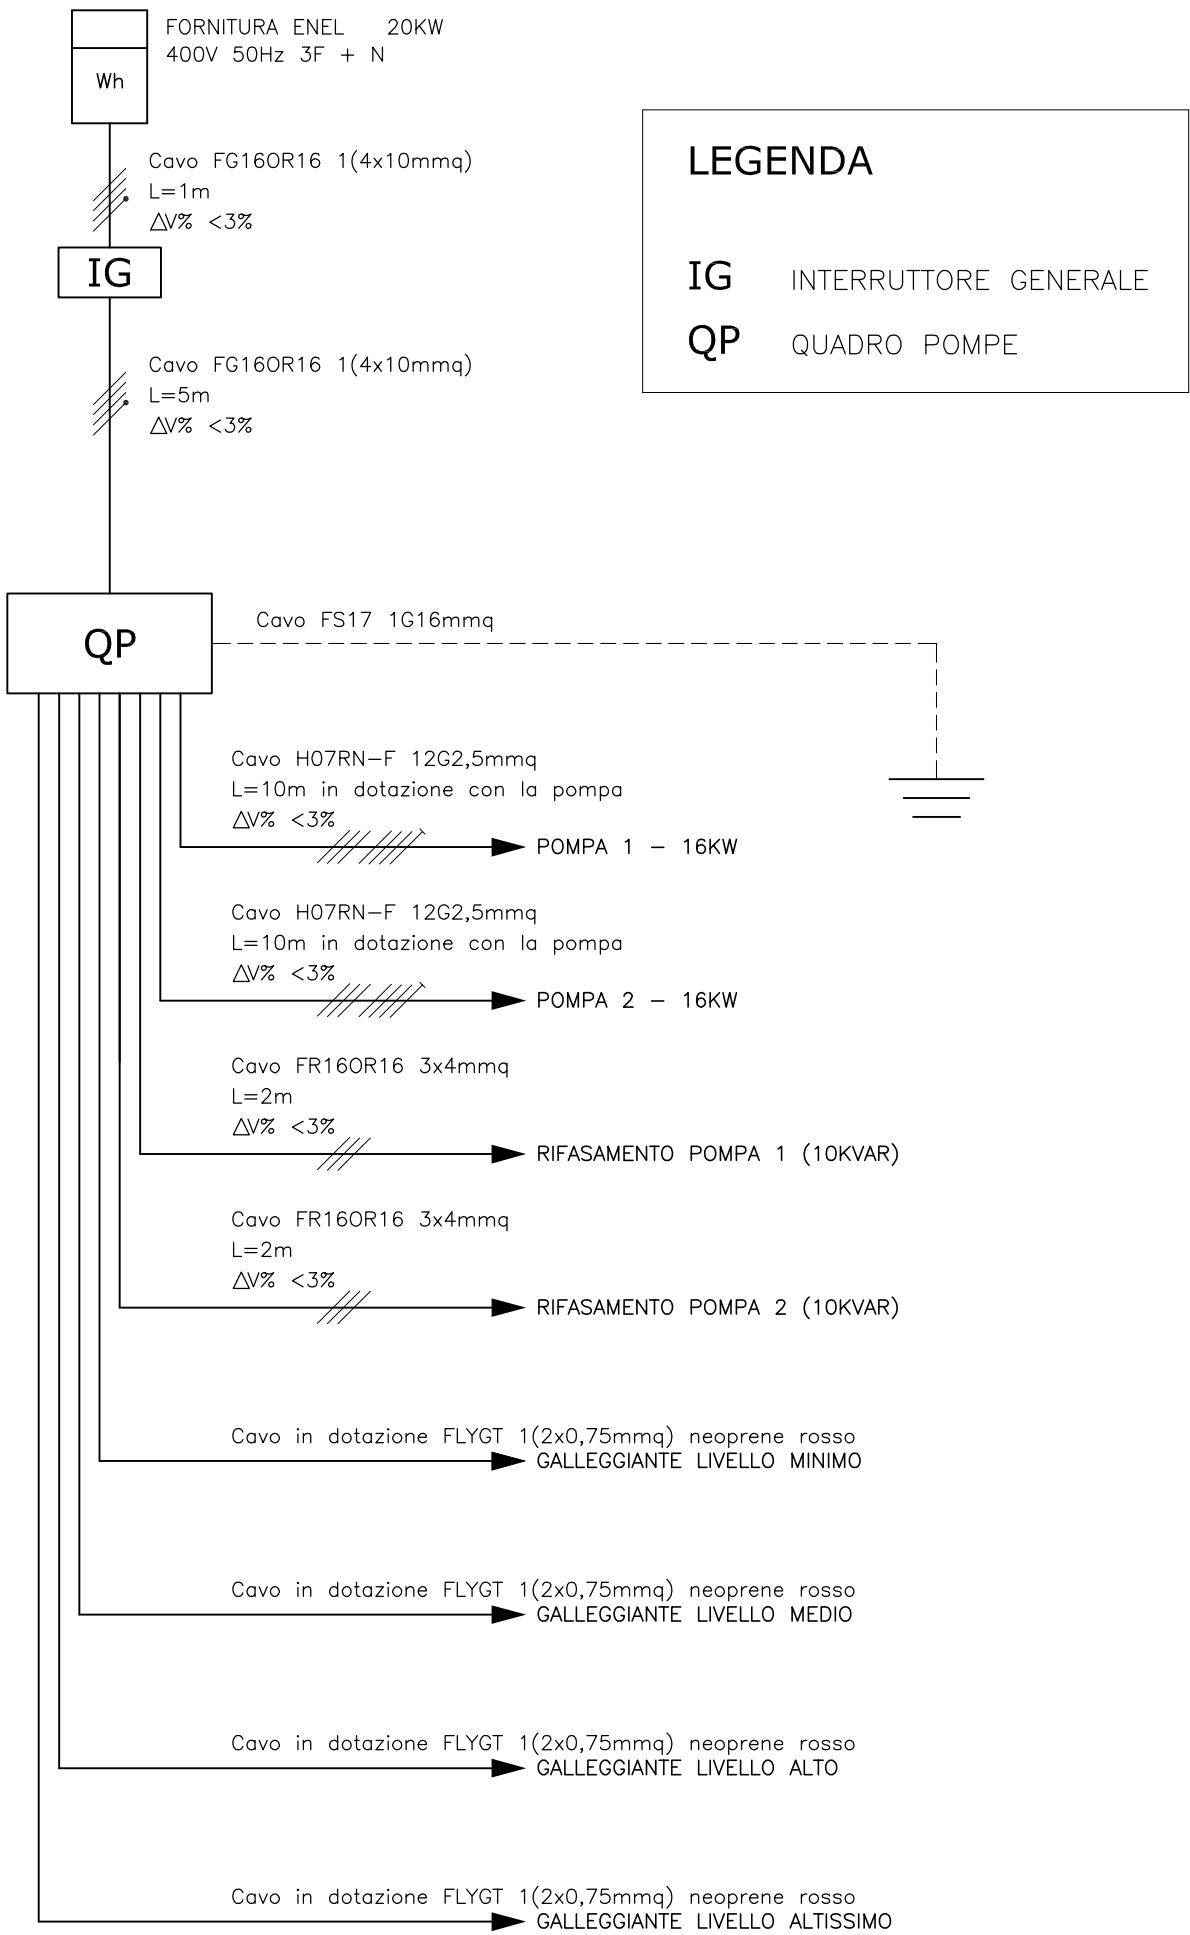 FORNITURA ENEL 20KW
400V 50Hz 3F + N
Wh
Cavo FG16OR16 1(4x10mmq)
L=1m
△V% <3%
IG
Cavo FG16OR16 1(4x10mmq)
L=5m
△V% <3%
LEGENDA
IG INTERRUTTORE GENERALE
QP QUADRO POMPE
QP
Cavo FS17 1G16mmq
Cavo H07RN-F 12G2,5mmq
L=10m in dotazione con la pompa
△V% <3%
POMPA 1 - 16KW
Cavo H07RN-F 12G2,5mmq
L=10m in dotazione con la pompa
△V% <3%
POMPA 2 - 16KW
Cavo FR16OR16 3x4mmq
L=2m
△V% <3%
RIFASAMENTO POMPA 1 (10KVAR)
Cavo FR16OR16 3x4mmq
L=2m
△V% <3%
RIFASAMENTO POMPA 2 (10KVAR)
Cavo in dotazione FLYGT 1(2x0,75mmq) neoprene rosso
GALLEGGIANTE LIVELLO MINIMO
Cavo in dotazione FLYGT 1(2x0,75mmq) neoprene rosso
GALLEGGIANTE LIVELLO MEDIO
Cavo in dotazione FLYGT 1(2x0,75mmq) neoprene rosso
GALLEGGIANTE LIVELLO ALTO
Cavo in dotazione FLYGT 1(2x0,75mmq) neoprene rosso
GALLEGGIANTE LIVELLO ALTISSIMO